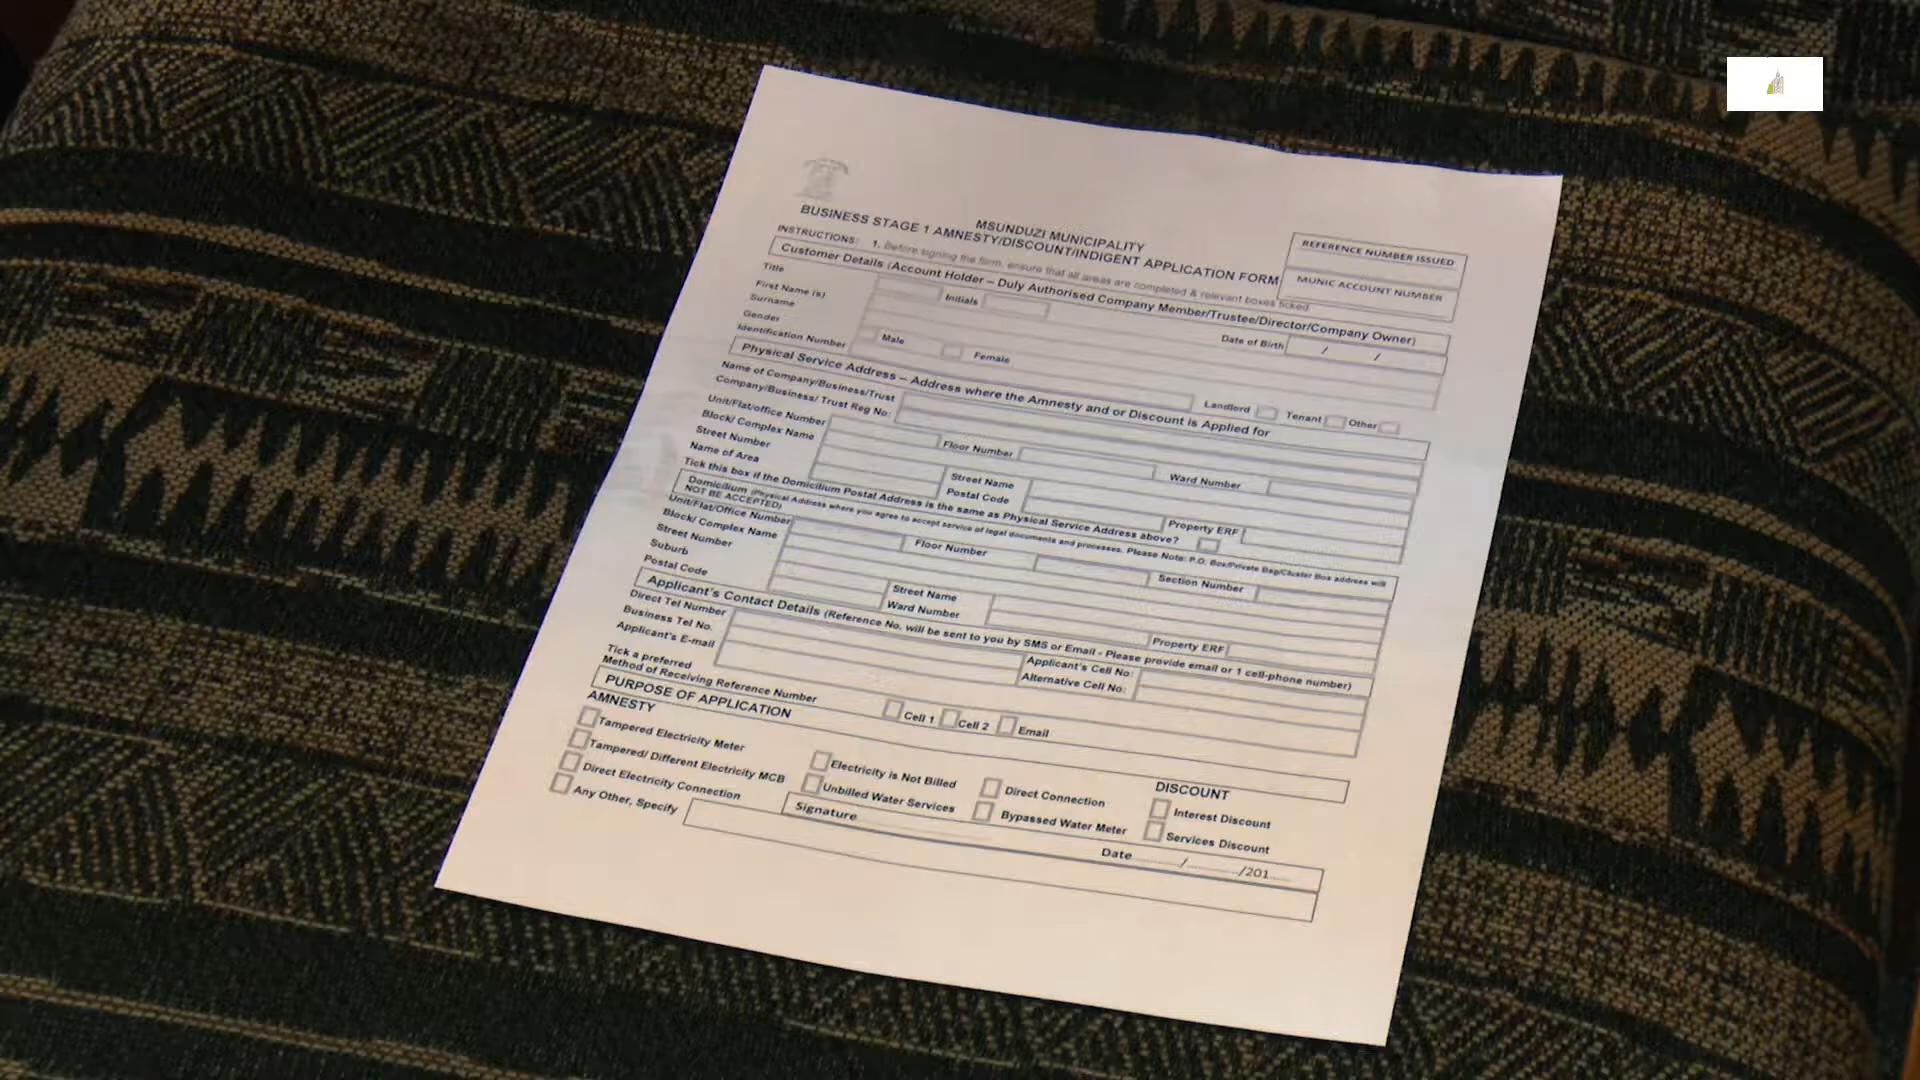 MSUNDUZI MUNICIPALITY
BUSINESS STAGE 1 AMNESTY/DISCOUNT/INDIGENT APPLICATION FORM
REFERENCE NUMBER ISSUED
MUNIC ACCOUNT NUMBER
INSTRUCTIONS: 1. Before signing the form, ensure that all areas are completed & relevant boxes ticked
Customer Details (Account Holder – Duly Authorised Company Member/Trustee/Director/Company Owner)
Title Initials Date of Birth / /
First Name (s)
Surname
Gender Male Female
Identification Number
Landlord Tenant Other
Physical Service Address – Address where the Amnesty and or Discount is Applied for
Name of Company/Business/Trust
Company/Business/ Trust Reg No:
Unit/Flat/office Number Floor Number Ward Number
Block/ Complex Name
Street Number Street Name
Name of Area Postal Code Property ERF
Tick this box if the Domicilium Postal Address is the same as Physical Service Address above?
Domicilium (Physical Address where you agree to accept service of legal documents and processes. Please Note: P.O. Box/Private Bag/Cluster Box address will
NOT BE ACCEPTED)
Unit/Flat/Office Number Floor Number Section Number
Block/ Complex Name
Street Number Street Name
Suburb Ward Number Property ERF
Postal Code
Applicant's Contact Details (Reference No. will be sent to you by SMS or Email - Please provide email or 1 cell-phone number)
Direct Tel Number Applicant's Cell No:
Business Tel No. Alternative Cell No:
Applicant's E-mail
Tick a preferred
Method of Receiving Reference Number Cell 1 Cell 2 Email
PURPOSE OF APPLICATION
AMNESTY DISCOUNT
Tampered Electricity Meter Electricity is Not Billed Direct Connection Interest Discount
Tampered/ Different Electricity MCB Unbilled Water Services Bypassed Water Meter Services Discount
Direct Electricity Connection
Signature Date ............/............/201......
Any Other, Specify